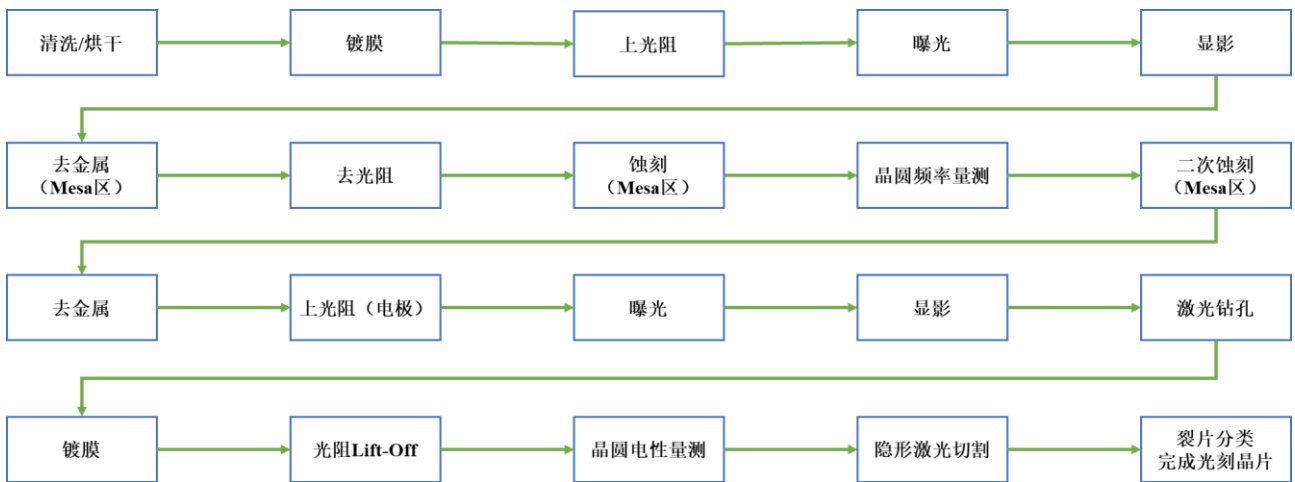 清洗/烘干
镀膜
上光阻
曝光
显影
去金属
（Mesa区）
去光阻
蚀刻
（Mesa区）
晶圆频率量测
二次蚀刻
（Mesa区）
去金属
上光阻（电极）
曝光
显影
激光钻孔
镀膜
光阻Lift-Off
晶圆电性量测
隐形激光切割
裂片分类
完成光刻晶片